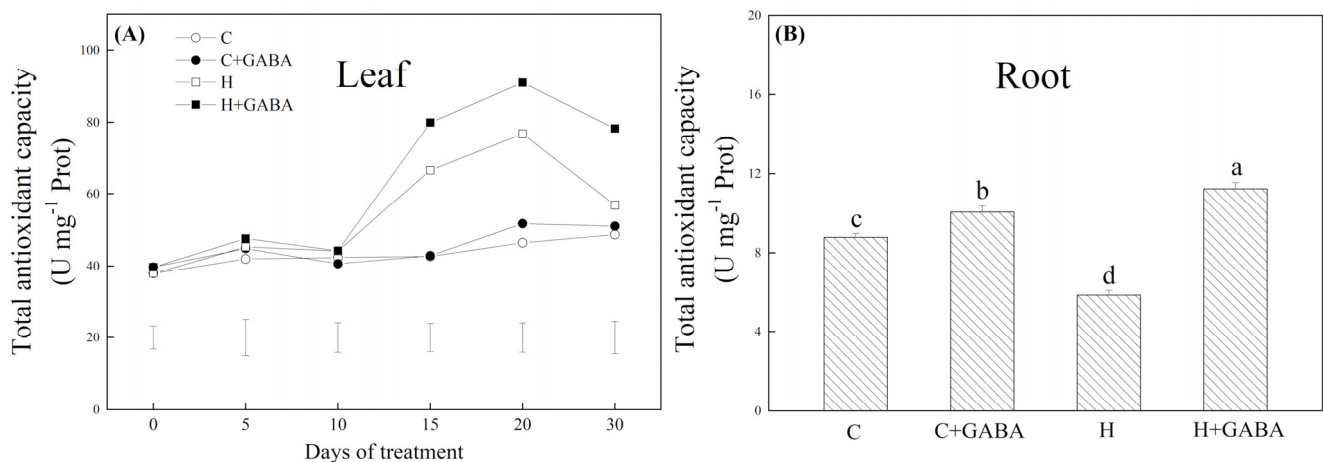 (A)
C
C+GABA
H
H+GABA
Leaf
Total antioxidant capacity
(U mg⁻¹ Prot)
100
80
60
40
20
0
0 5 10 15 20 30
Days of treatment
(B)
Root
Total antioxidant capacity
(U mg⁻¹ Prot)
20
16
12
8
4
0
c
b
d
a
C C+GABA H H+GABA